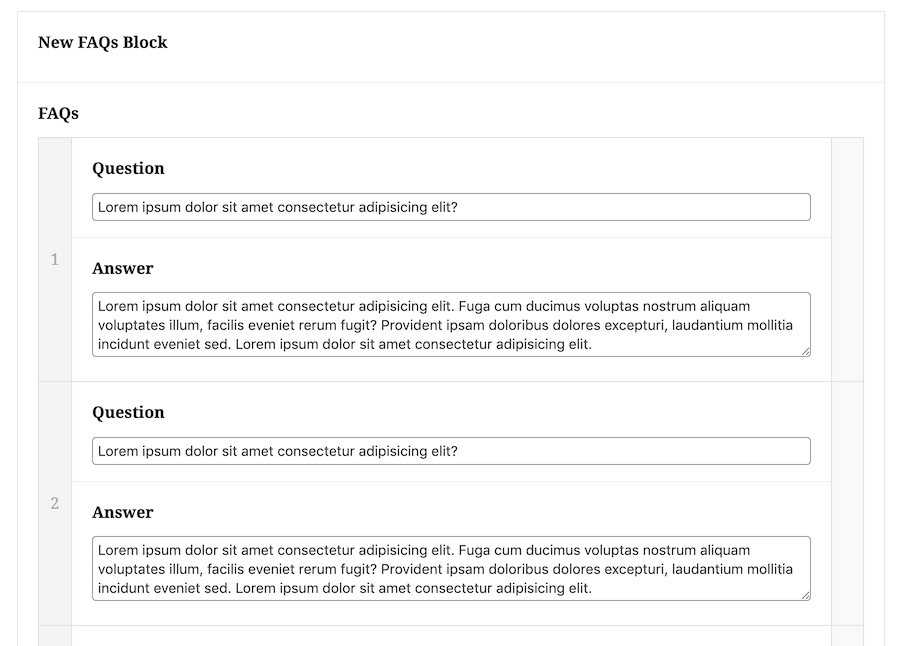 New FAQs Block
FAQs
Question
Lorem ipsum dolor sit amet consectetur adipisicing elit?
1
Answer
Lorem ipsum dolor sit amet consectetur adipisicing elit. Fuga cum ducimus voluptas nostrum aliquam
voluptates illum, facilis eveniet rerum fugit? Provident ipsam doloribus dolores excepturi, laudantium mollitia
incidunt eveniet sed. Lorem ipsum dolor sit amet consectetur adipisicing elit.
Question
Lorem ipsum dolor sit amet consectetur adipisicing elit?
2
Answer
Lorem ipsum dolor sit amet consectetur adipisicing elit. Fuga cum ducimus voluptas nostrum aliquam
voluptates illum, facilis eveniet rerum fugit? Provident ipsam doloribus dolores excepturi, laudantium mollitia
incidunt eveniet sed. Lorem ipsum dolor sit amet consectetur adipisicing elit.